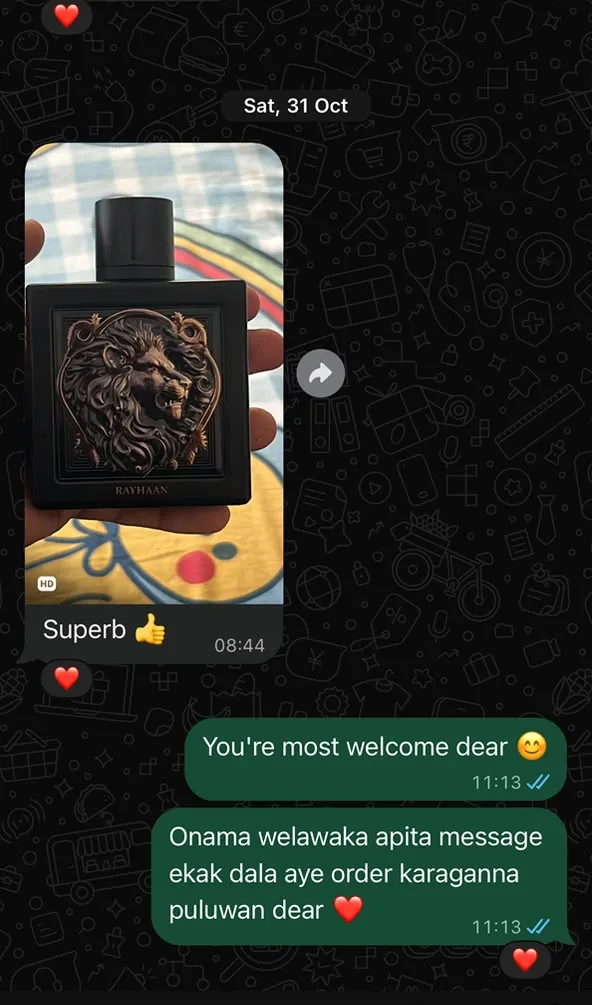 Sat, 31 Oct
RAYHAAN
HD
Superb 👍
08:44
You're most welcome dear 😊
11:13
Onama welawaka apita message
ekak dala aye order karaganna
puluwan dear ❤️
11:13